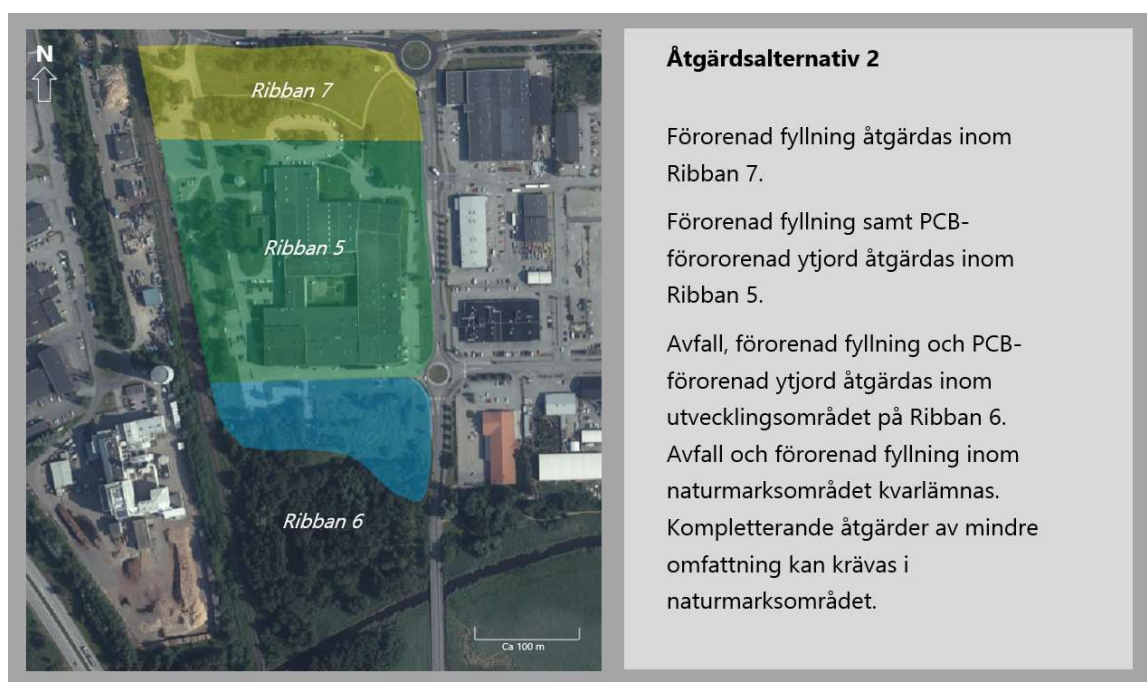 N
Ribban 7
Ribban 5
Ribban 6
Ca 100 m
Åtgärdsalternativ 2
Förorenad fyllning åtgärdas inom
Ribban 7.
Förorenad fyllning samt PCB-
förororenad ytjord åtgärdas inom
Ribban 5.
Avfall, förorenad fyllning och PCB-
förorenad ytjord åtgärdas inom
utvecklingsområdet på Ribban 6.
Avfall och förorenad fyllning inom
naturmarksområdet kvarlämnas.
Kompletterande åtgärder av mindre
omfattning kan krävas i
naturmarksområdet.